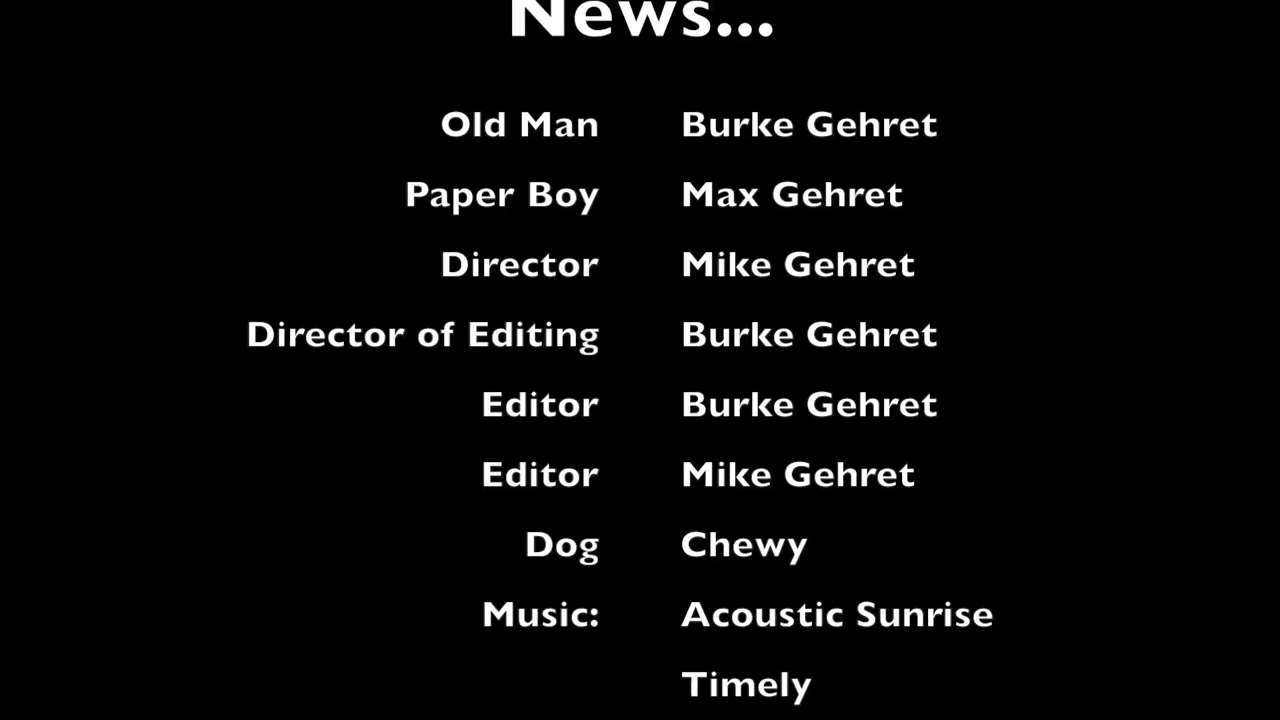 News...
Old Man Burke Gehret
Paper Boy Max Gehret
Director Mike Gehret
Director of Editing Burke Gehret
Editor Burke Gehret
Editor Mike Gehret
Dog Chewy
Music: Acoustic Sunrise
Timely